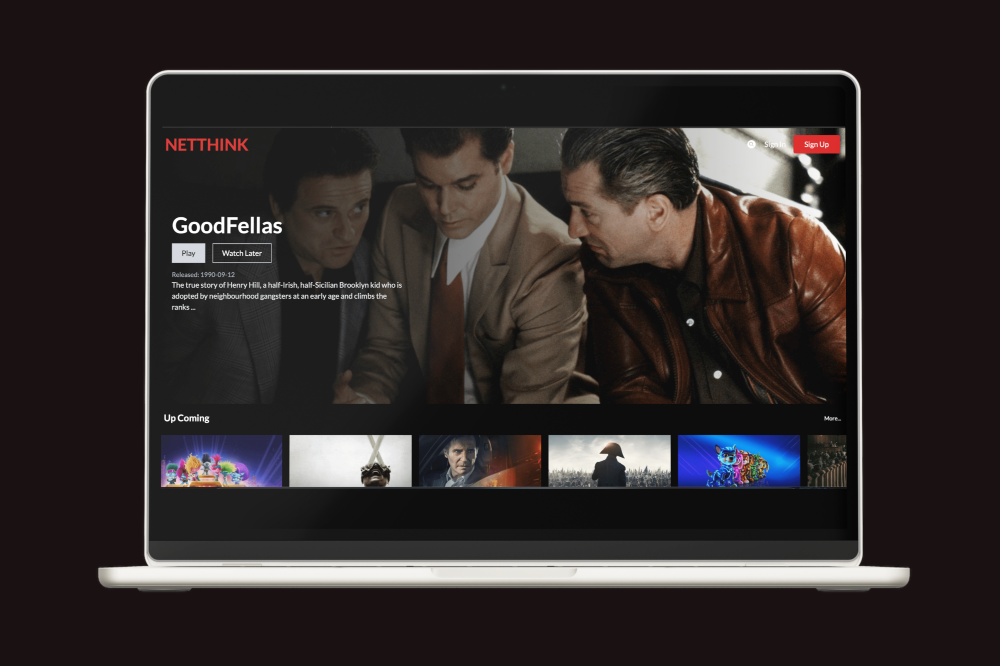 NETTHINK
Sign In
Sign Up
GoodFellas
Play
Watch Later
Released: 1990-09-12
The true story of Henry Hill, a half-Irish, half-Sicilian Brooklyn kid who is
adopted by neighbourhood gangsters at an early age and climbs the
ranks ...
Up Coming
More...